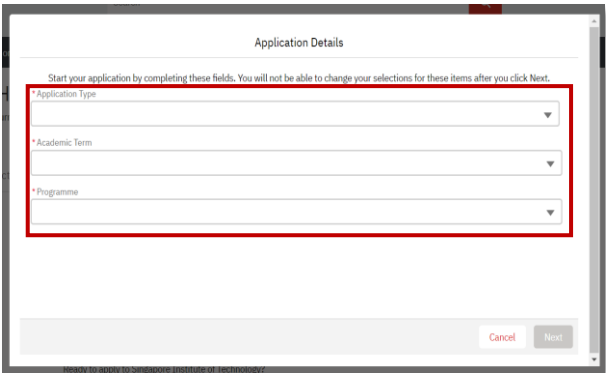 Application Details
Start your application by completing these fields. You will not be able to change your selections for these items after you click Next.
* Application Type
* Academic Term
* Programme
Cancel
Next
Ready to apply to Singapore Institute of Technology?